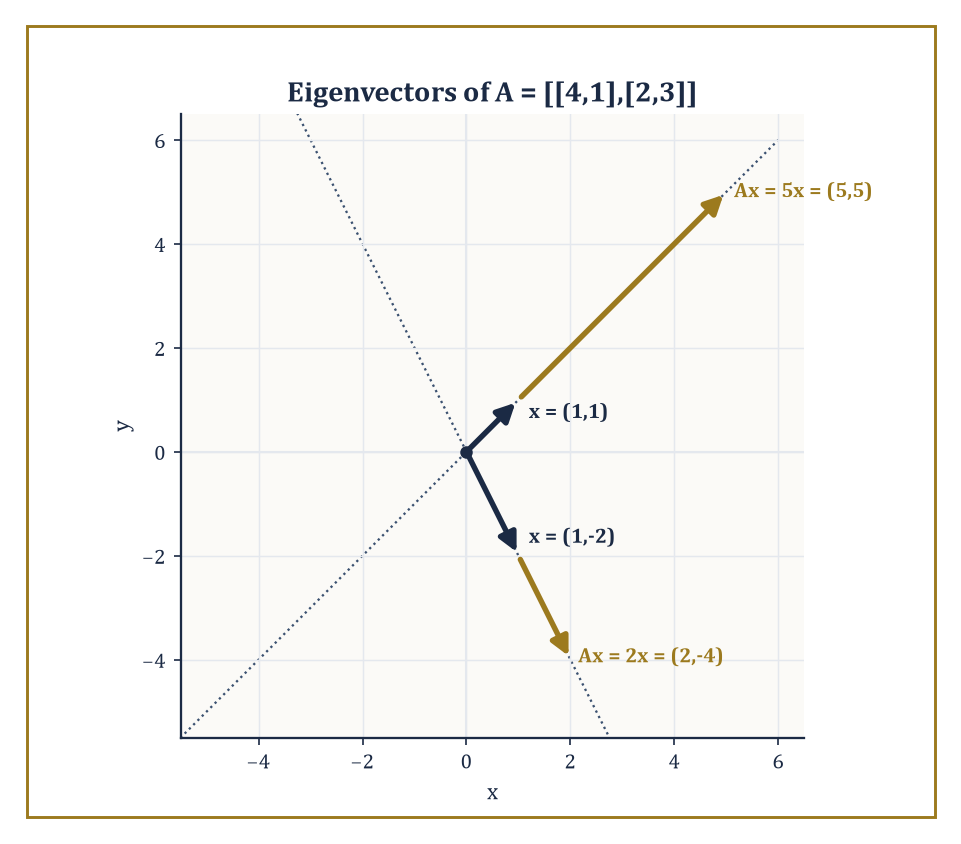 Eigenvectors of A = [[4,1],[2,3]]
6
Ax = 5x = (5,5)
4
2
x = (1,1)
y
0
x = (1,-2)
−2
Ax = 2x = (2,-4)
−4
−4 −2 0 2 4 6
x